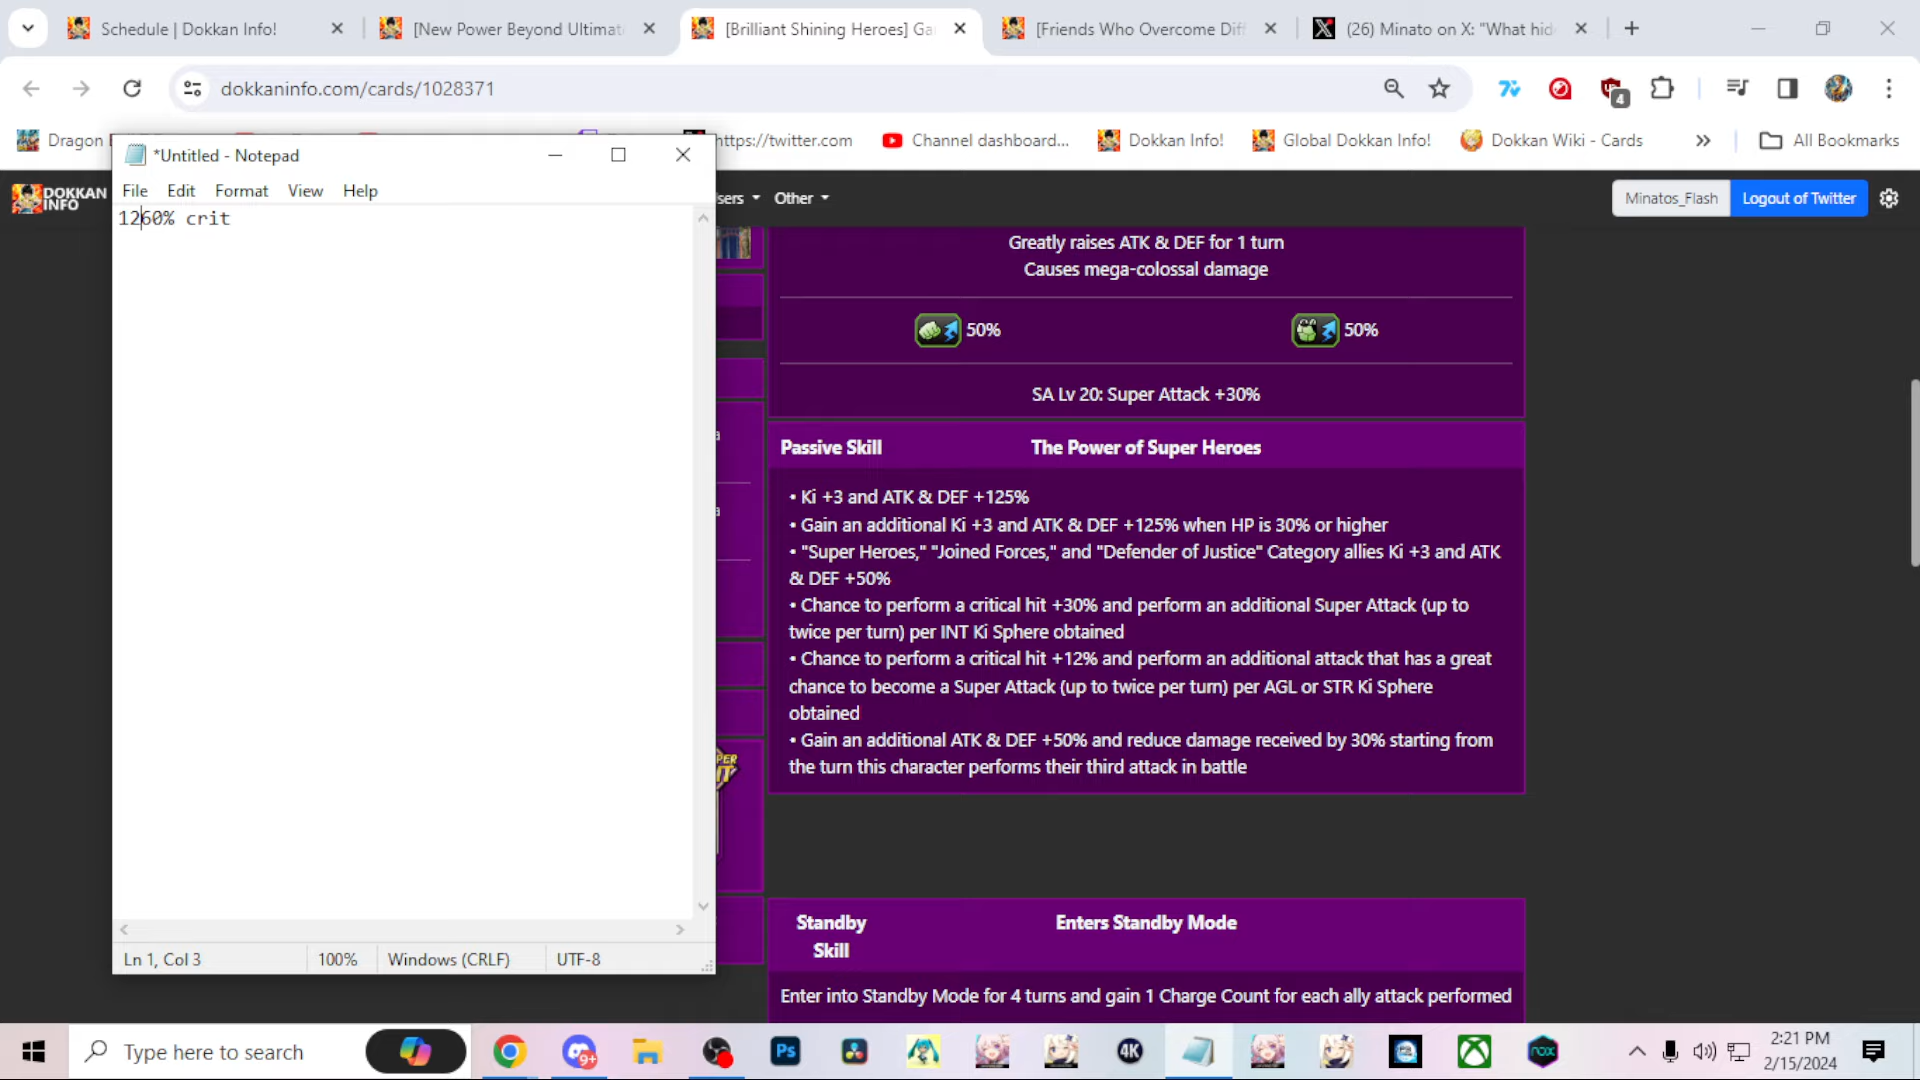 Schedule | Dokkan Info!
[New Power Beyond Ultimat
[Brilliant Shining Heroes] Ga
[Friends Who Overcome Diff
(26) Minato on X: "What hid
dokkaninfo.com/cards/1028371
4
Dragon
https://twitter.com
Channel dashboard...
Dokkan Info!
Global Dokkan Info!
Dokkan Wiki - Cards
All Bookmarks
*Untitled - Notepad
File Edit Format View Help
1260% crit
Ln 1, Col 3
100%
Windows (CRLF)
UTF-8
DOKKAN
INFO
sers
Other
Minatos_Flash
Logout of Twitter
Greatly raises ATK & DEF for 1 turn
Causes mega-colossal damage
50%
50%
SA Lv 20: Super Attack +30%
Passive Skill
The Power of Super Heroes
• Ki +3 and ATK & DEF +125%
• Gain an additional Ki +3 and ATK & DEF +125% when HP is 30% or higher
• "Super Heroes," "Joined Forces," and "Defender of Justice" Category allies Ki +3 and ATK
& DEF +50%
• Chance to perform a critical hit +30% and perform an additional Super Attack (up to
twice per turn) per INT Ki Sphere obtained
• Chance to perform a critical hit +12% and perform an additional attack that has a great
chance to become a Super Attack (up to twice per turn) per AGL or STR Ki Sphere
obtained
• Gain an additional ATK & DEF +50% and reduce damage received by 30% starting from
the turn this character performs their third attack in battle
Standby
Skill
Enters Standby Mode
Enter into Standby Mode for 4 turns and gain 1 Charge Count for each ally attack performed
Type here to search
9+
Ps
4K
nox
2:21 PM
2/15/2024